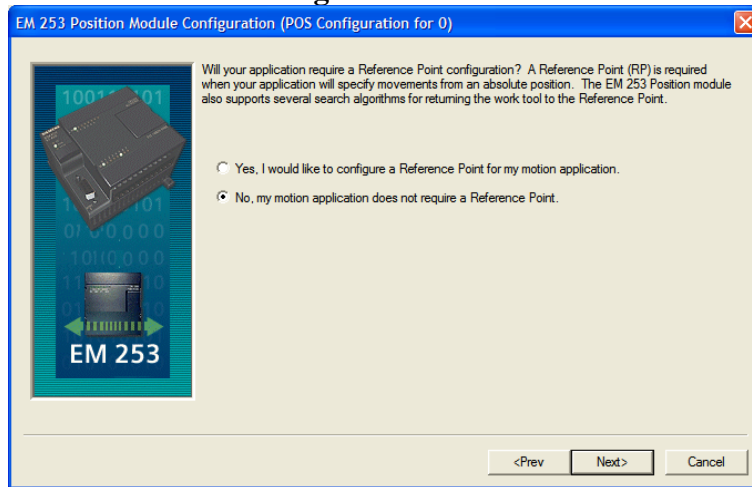 EM 253 Position Module Configuration (POS Configuration for 0)
Will your application require a Reference Point configuration? A Reference Point (RP) is required
when your application will specify movements from an absolute position. The EM 253 Position module
also supports several search algorithms for returning the work tool to the Reference Point.
Yes, I would like to configure a Reference Point for my motion application.
No, my motion application does not require a Reference Point.
EM 253
<Prev
Next>
Cancel